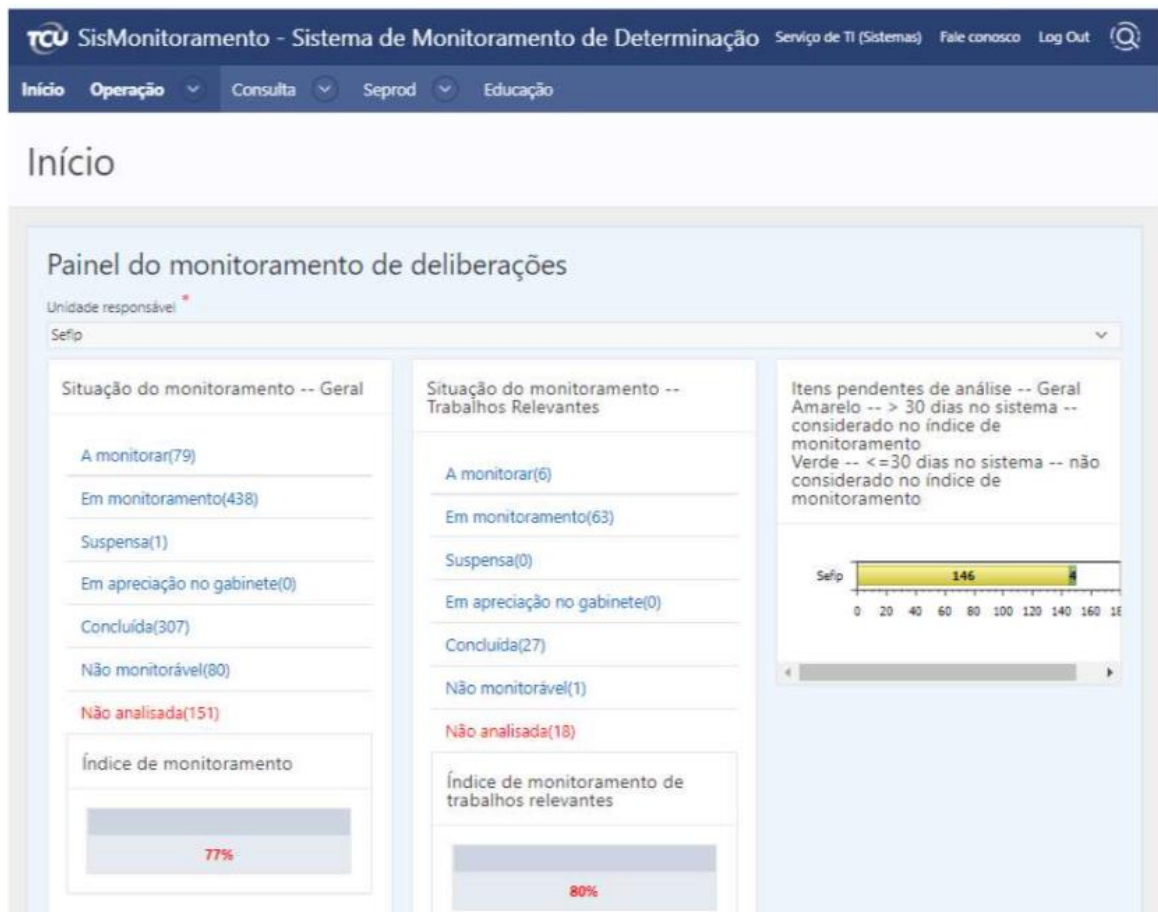 TCU SisMonitoramento - Sistema de Monitoramento de Determinação Serviço de TI (Sistemas) Fale conosco Log Out
Início Operação Consulta Seprod Educação
Início
Painel do monitoramento de deliberações
Unidade responsável *
Sefip
Situação do monitoramento -- Geral
A monitorar(79)
Em monitoramento(438)
Suspensa(1)
Em apreciação no gabinete(0)
Concluída(307)
Não monitorável(80)
Não analisada(151)
Índice de monitoramento
77%
Situação do monitoramento --
Trabalhos Relevantes
A monitorar(6)
Em monitoramento(63)
Suspensa(0)
Em apreciação no gabinete(0)
Concluída(27)
Não monitorável(1)
Não analisada(18)
Índice de monitoramento de
trabalhos relevantes
80%
Itens pendentes de análise -- Geral
Amarelo -- > 30 dias no sistema --
considerado no índice de
monitoramento
Verde -- <=30 dias no sistema -- não
considerado no índice de
monitoramento
Sefip 146 4
0 20 40 60 80 100 120 140 160